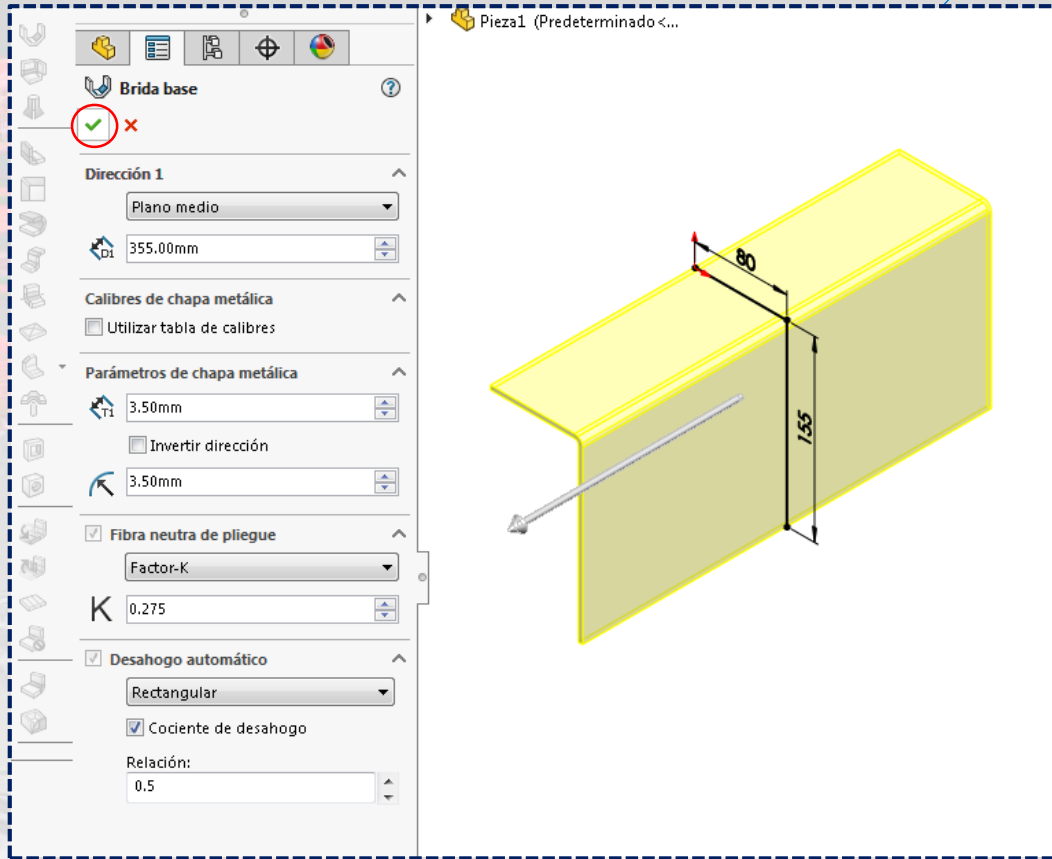 Pieza1 (Predeterminado<...
Brida base
Dirección 1
Plano medio
D1 355.00mm
Calibres de chapa metálica
Utilizar tabla de calibres
Parámetros de chapa metálica
T1 3.50mm
Invertir dirección
3.50mm
Fibra neutra de pliegue
Factor-K
K 0.275
Desahogo automático
Rectangular
Cociente de desahogo
Relación:
0.5
80
155